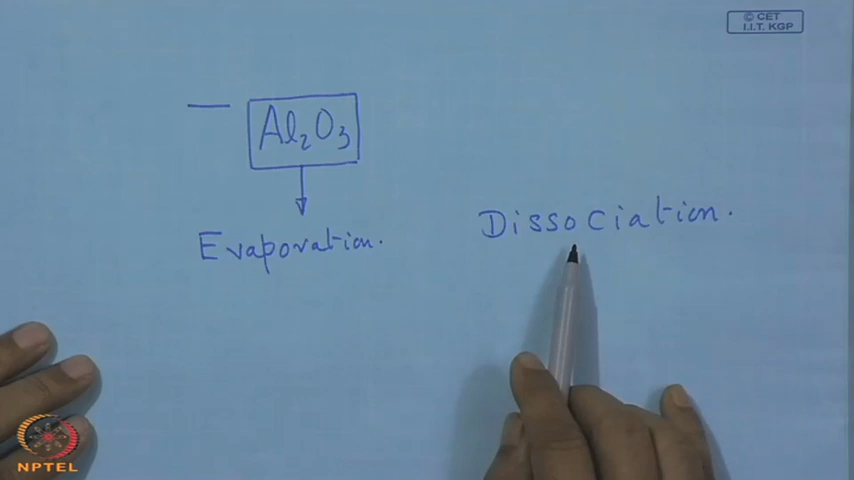 © CET
I.I.T. KGP
Al₂O₃
Evaporation.
Dissociation.
NPTEL